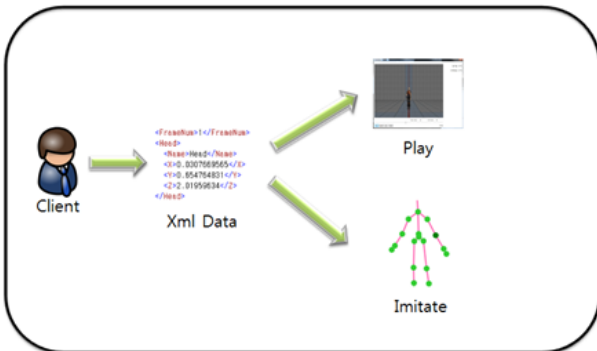 <FrameNum>1</FrameNum>
<Head>
<Name>Head</Name>
<X>0.0307669565</X>
<Y>0.654764831</Y>
<Z>2.01959634</Z>
</Head>
Client
Xml Data
Play
Imitate